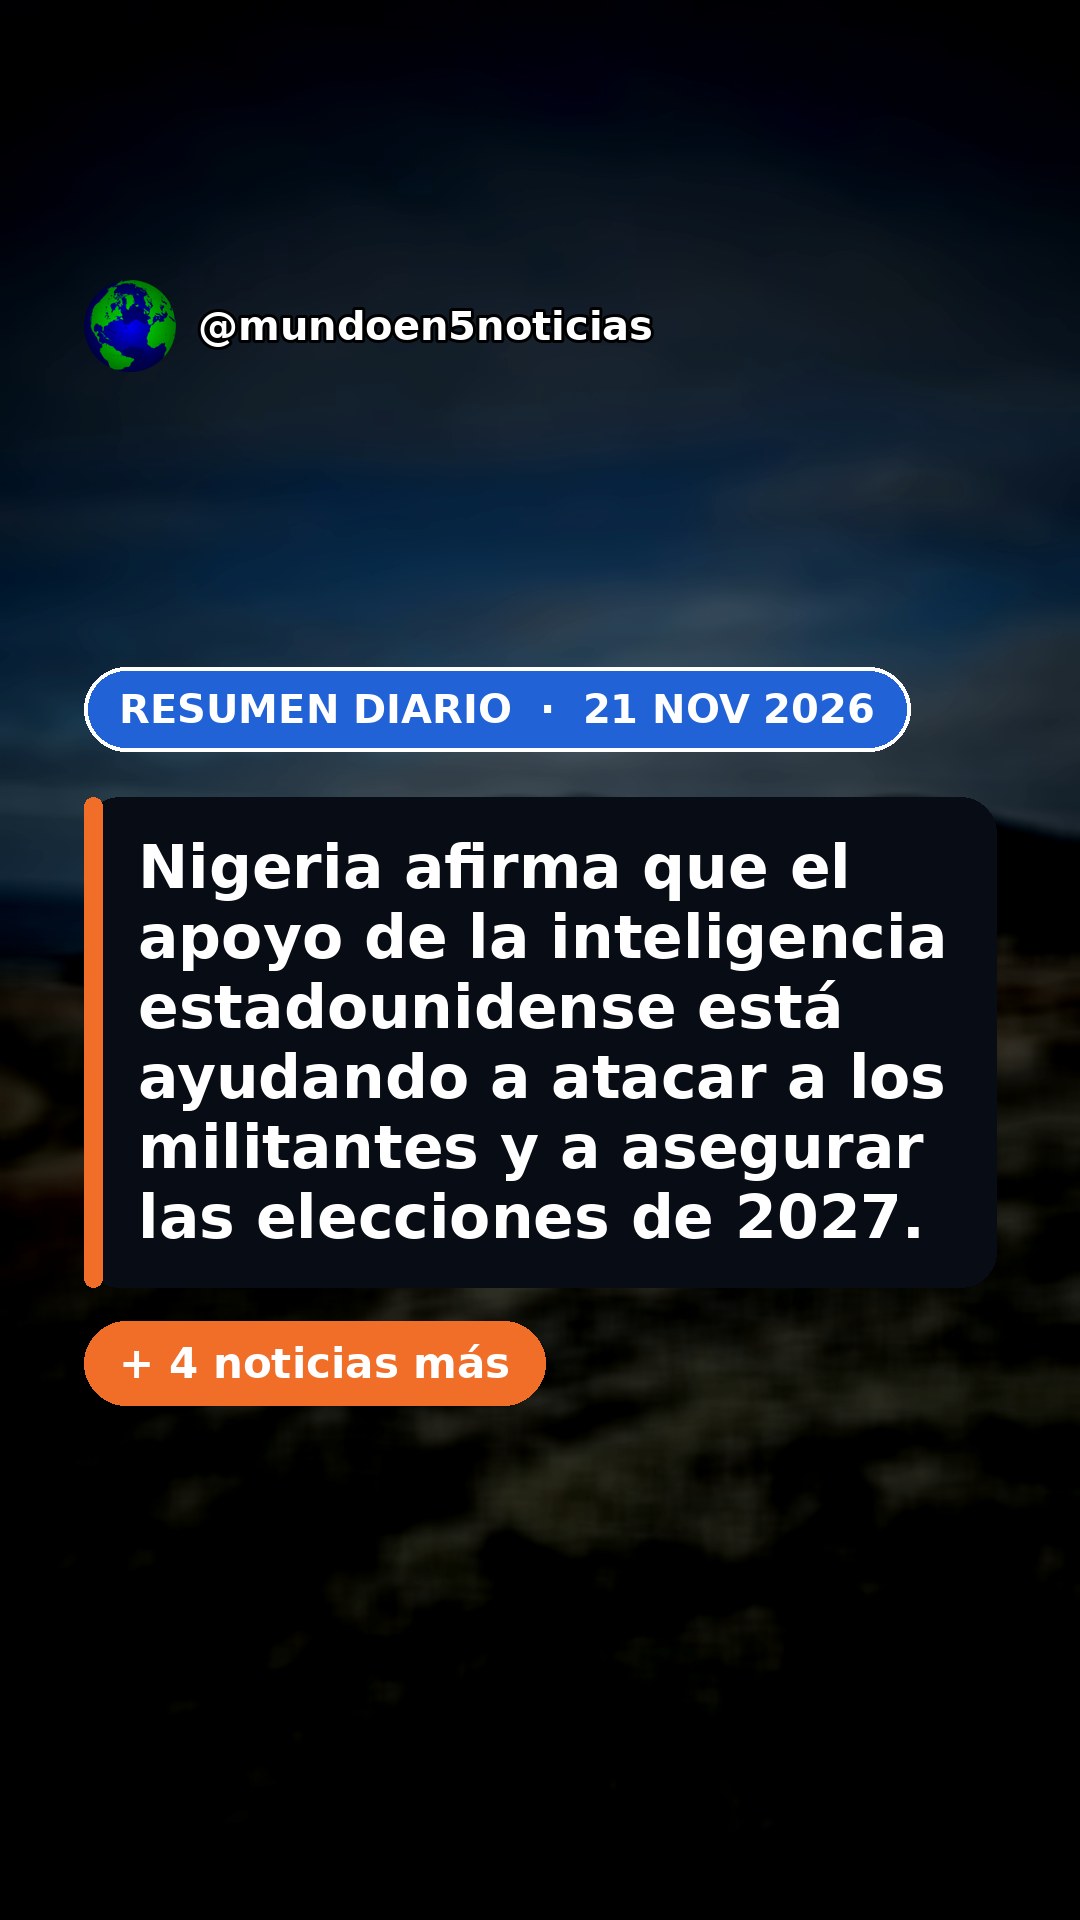 @mundoen5noticias
RESUMEN DIARIO · 21 NOV 2026
Nigeria afirma que el
apoyo de la inteligencia
estadounidense está
ayudando a atacar a los
militantes y a asegurar
las elecciones de 2027.
+ 4 noticias más